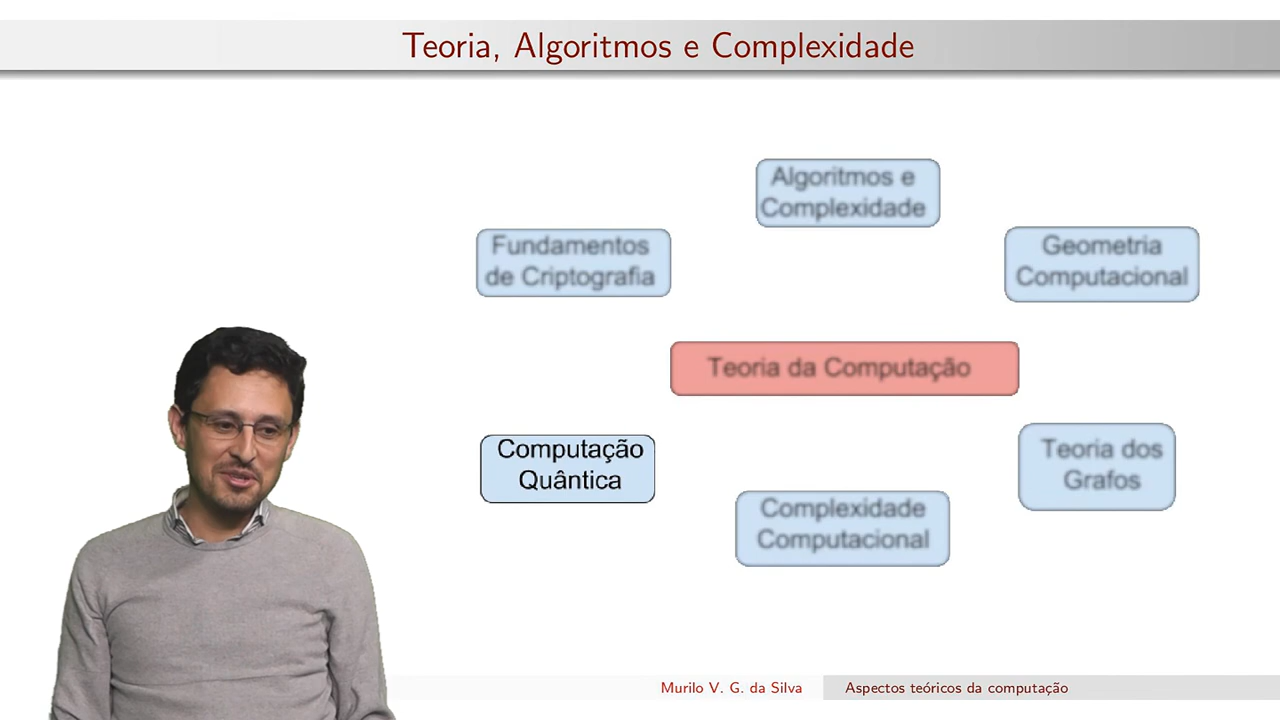 Teoria, Algoritmos e Complexidade
Algoritmos e
Complexidade
Fundamentos
de Criptografia
Geometria
Computacional
Teoria da Computação
Computação
Quântica
Teoria dos
Grafos
Complexidade
Computacional
Murilo V. G. da Silva
Aspectos teóricos da computação